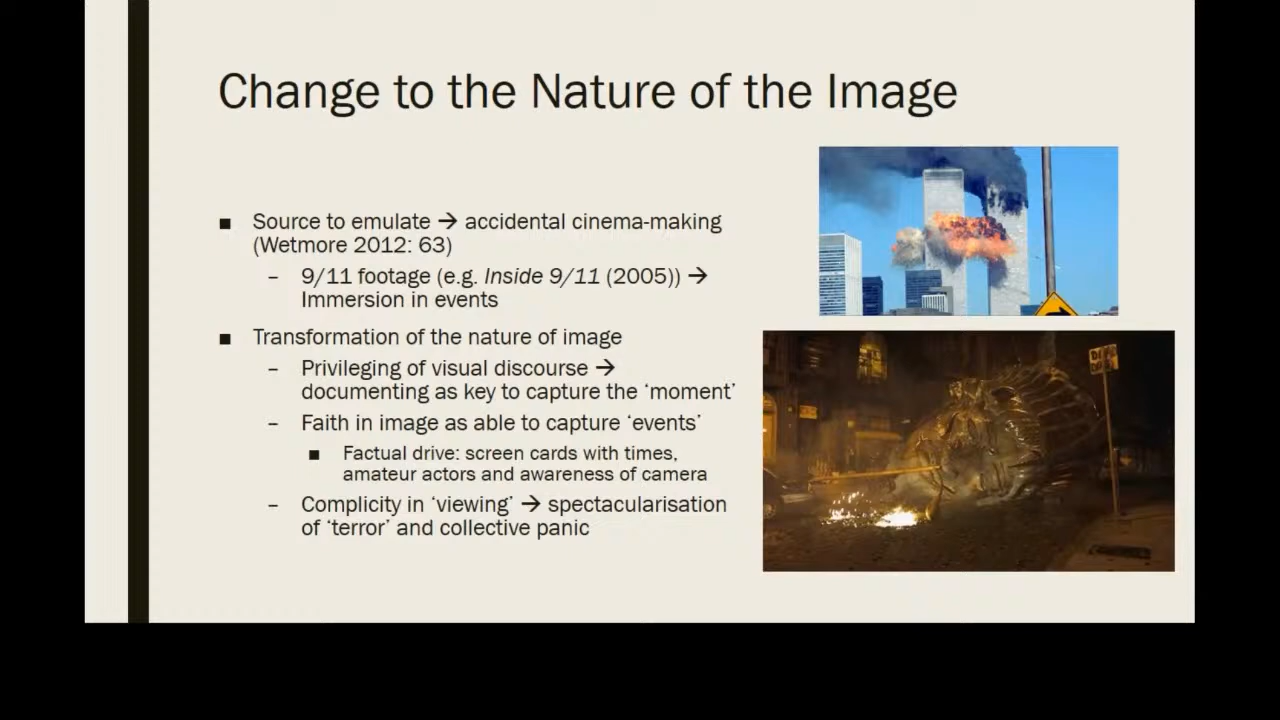 Change to the Nature of the Image
■ Source to emulate → accidental cinema-making
(Wetmore 2012: 63)
– 9/11 footage (e.g. Inside 9/11 (2005)) →
Immersion in events
■ Transformation of the nature of image
– Privileging of visual discourse →
documenting as key to capture the ‘moment’
– Faith in image as able to capture ‘events’
■ Factual drive: screen cards with times,
amateur actors and awareness of camera
– Complicity in ‘viewing’ → spectacularisation
of ‘terror’ and collective panic